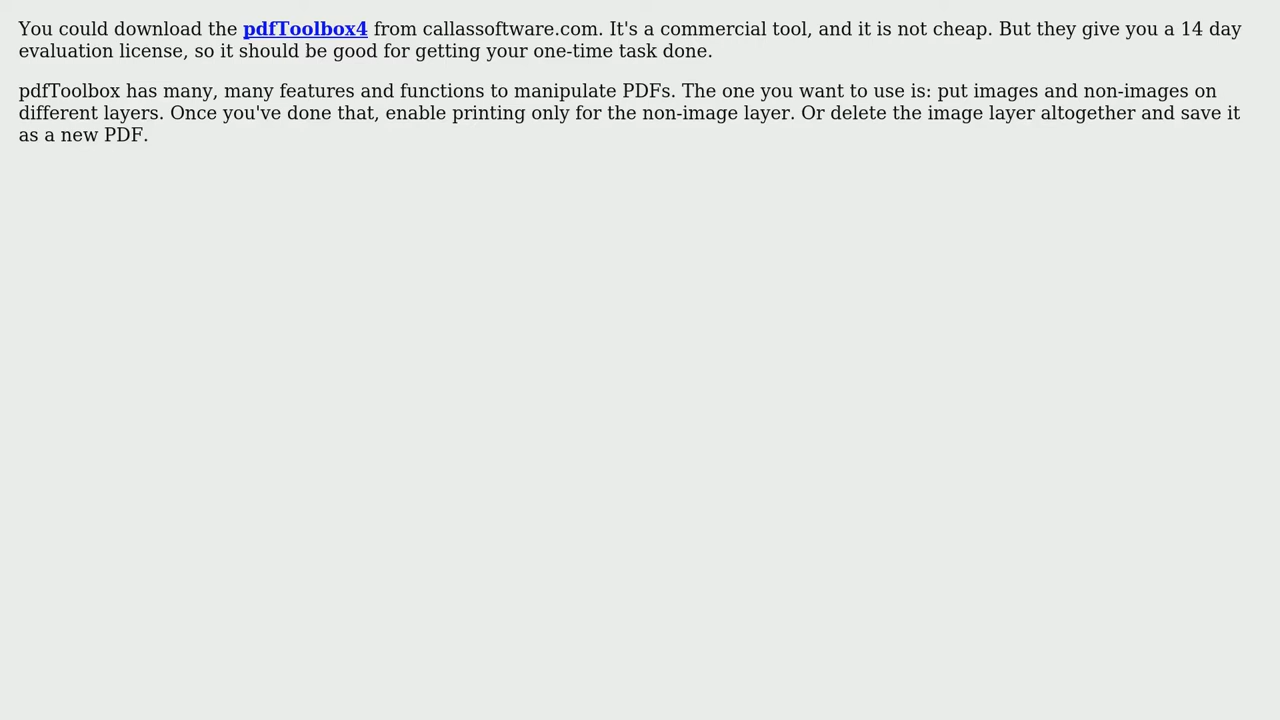 You could download the pdfToolbox4 from callassoftware.com. It's a commercial tool, and it is not cheap. But they give you a 14 day
evaluation license, so it should be good for getting your one-time task done.
pdfToolbox has many, many features and functions to manipulate PDFs. The one you want to use is: put images and non-images on
different layers. Once you've done that, enable printing only for the non-image layer. Or delete the image layer altogether and save it
as a new PDF.